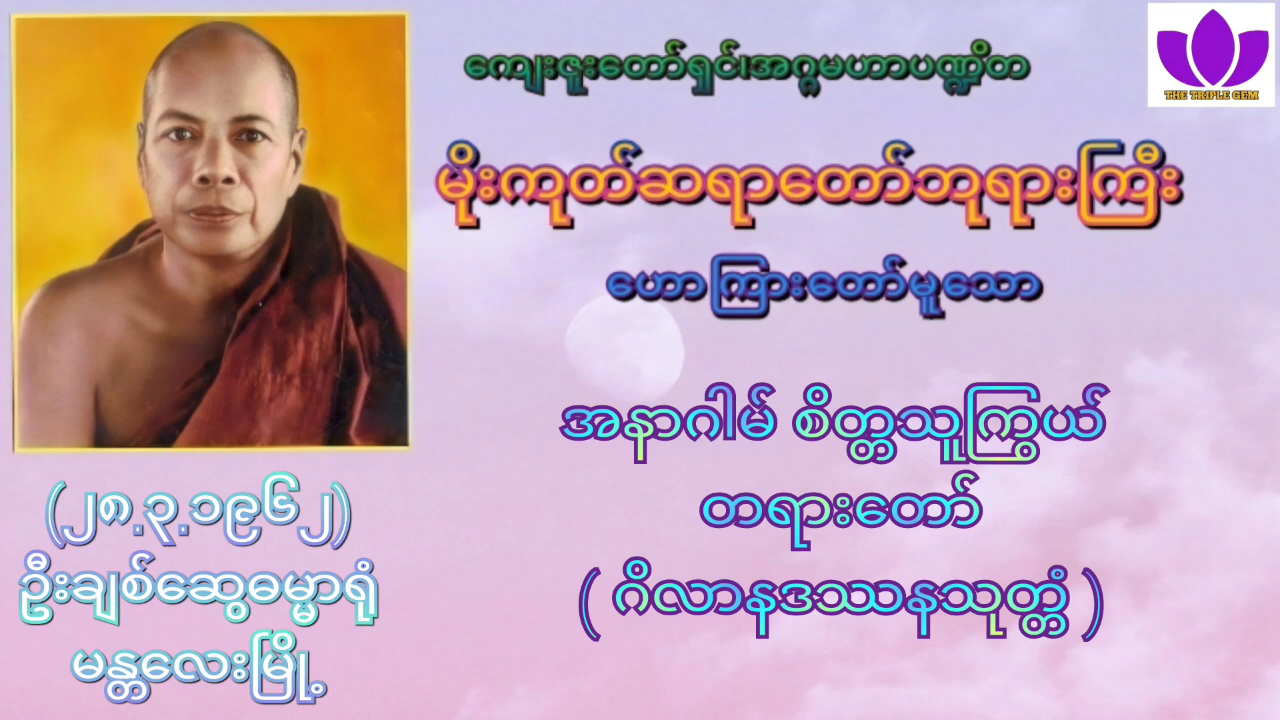 ကျေးဇူးတော်ရှင်၊အဂ္ဂမဟာပဏ္ဍိတ
မိုးကုတ်ဆရာတော်ဘုရားကြီး
ဟောကြားတော်မူသော
အနာဂါမ် စိတ္တသူကြွယ်
တရားတော်
( ဂိလာနဒဿနသုတ္တံ )
(၂၈.၃.၁၉၆၂)
ဦးချစ်ဆွေဓမ္မာရုံ
မန္တလေးမြို့
THE TRIPLE GEM